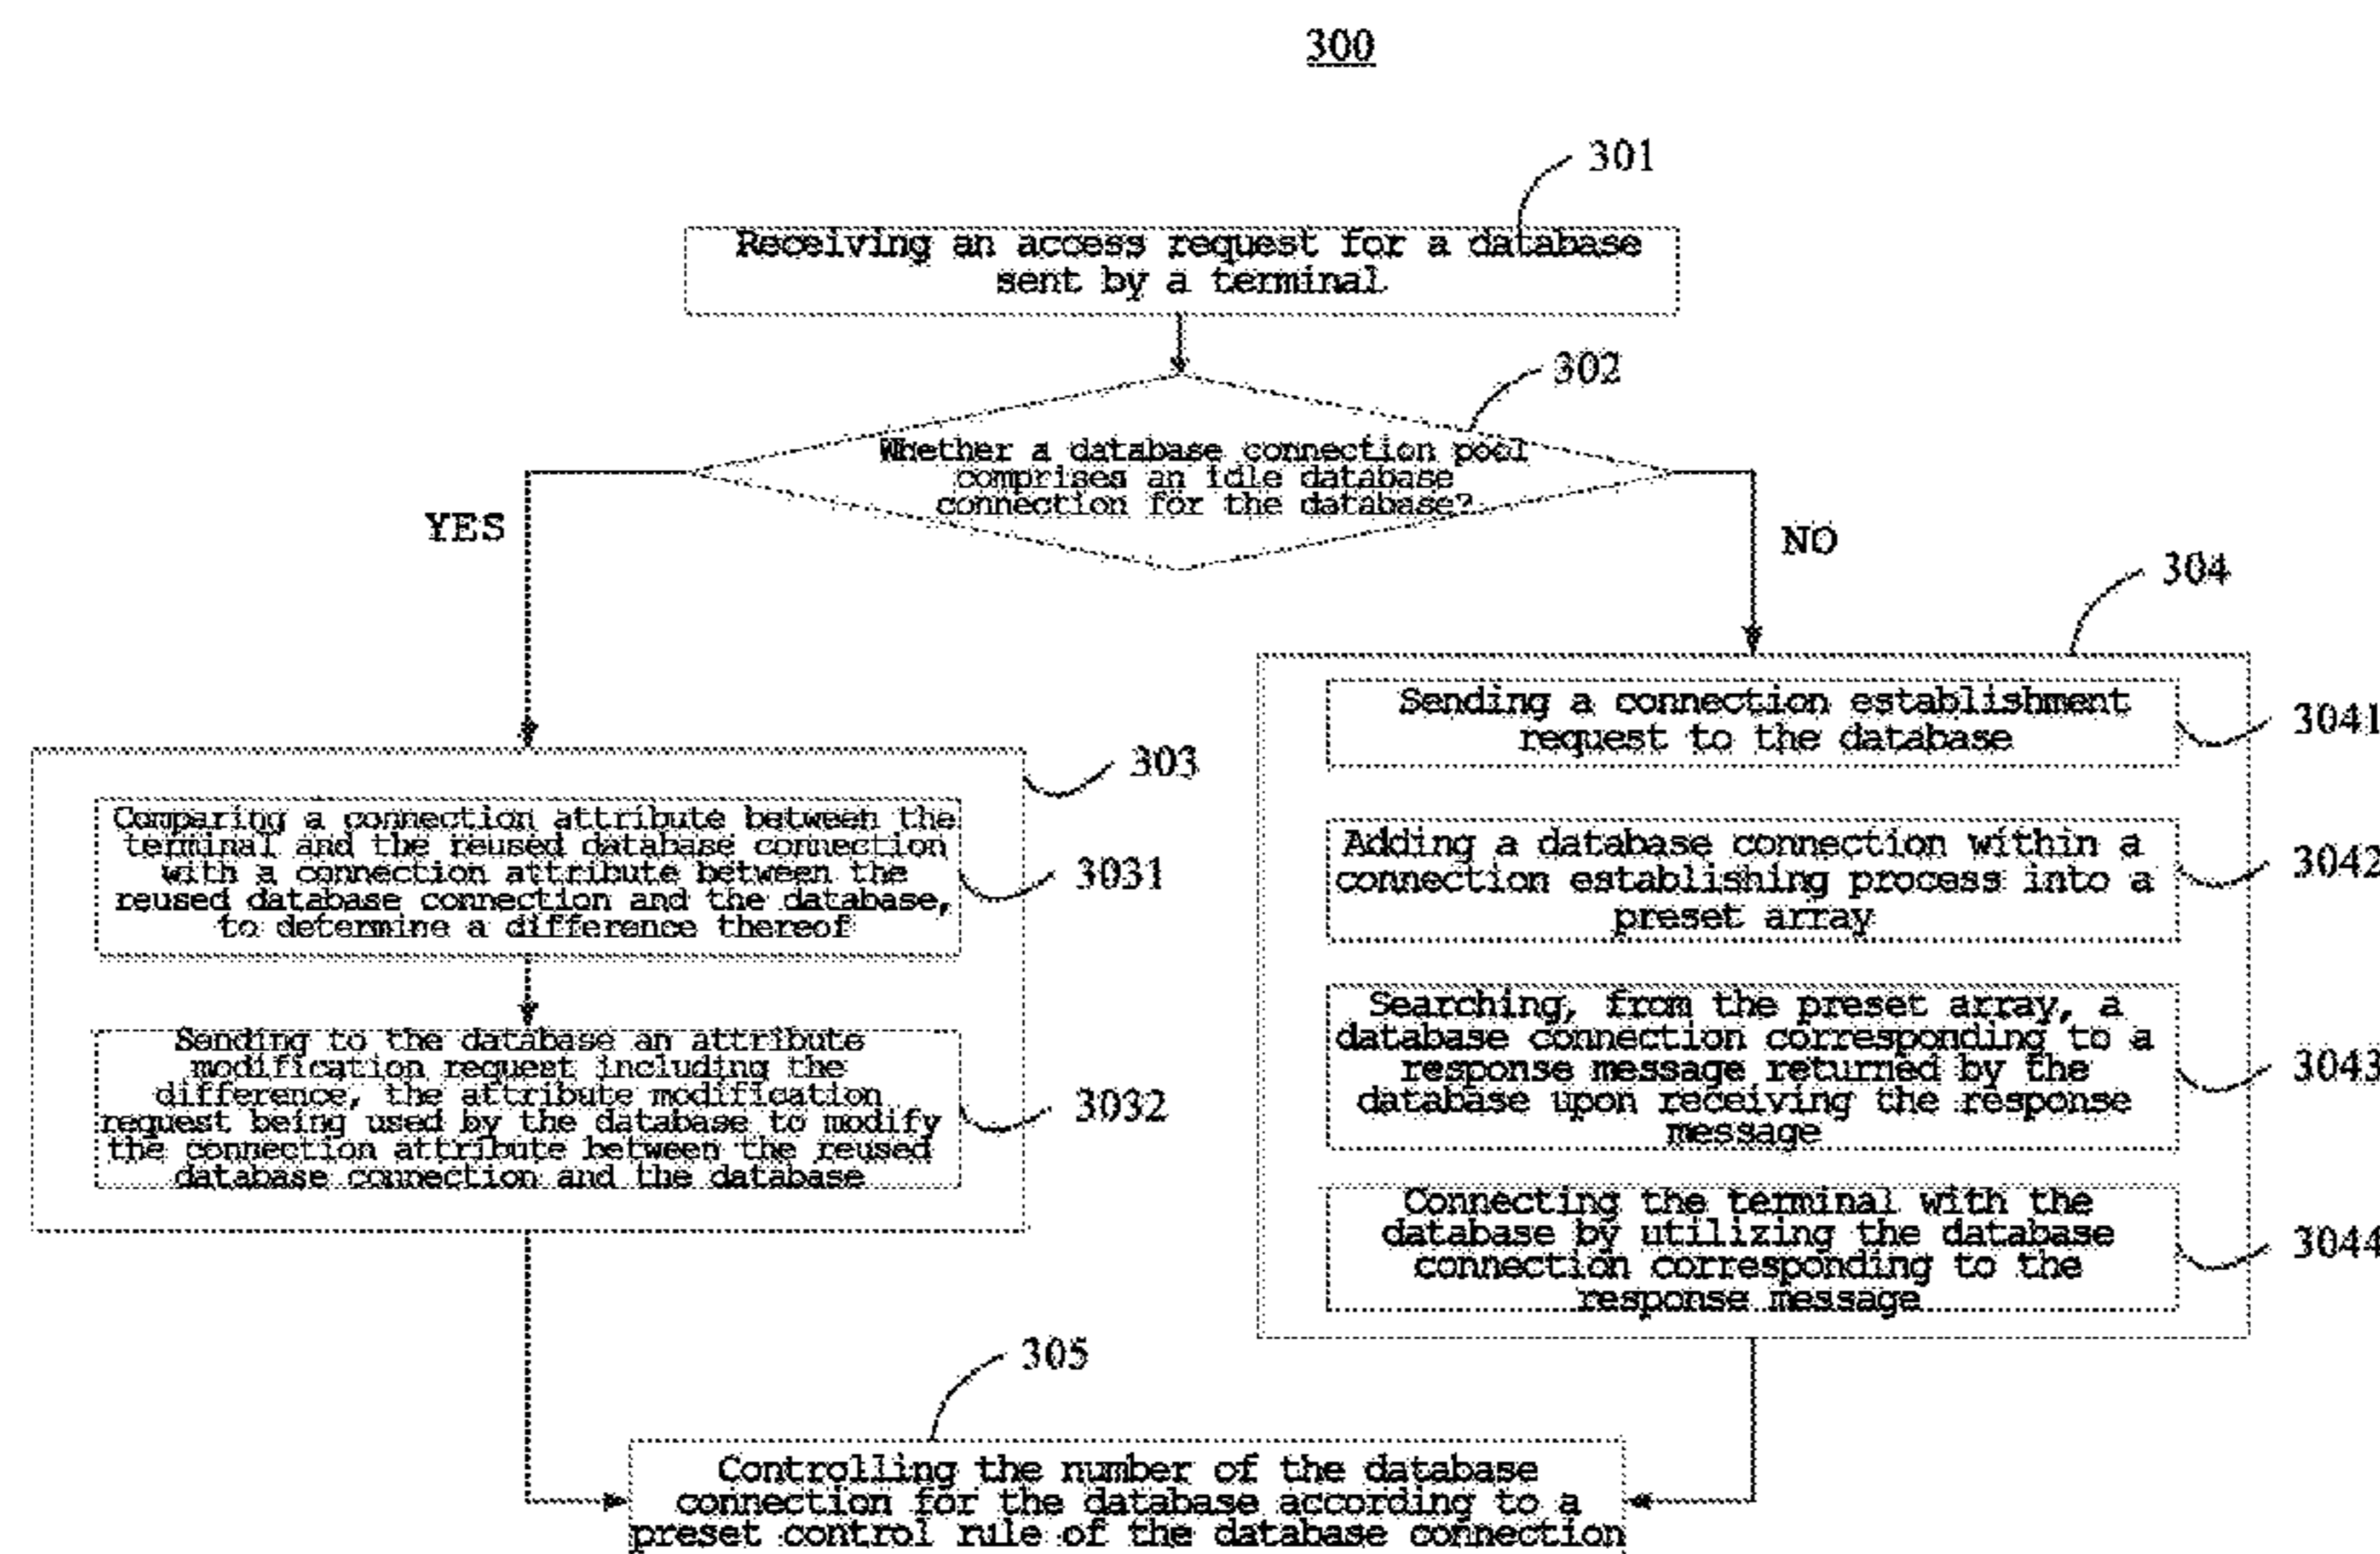 300
301
Receiving an access request for a database
sent by a terminal
302
Whether a database connection pool
comprises an idle database
connection for the database?
YES
NO
304
Sending a connection establishment
request to the database
3041
303
Comparing a connection attribute between the
terminal and the reused database connection
with a connection attribute between the
reused database connection and the database,
to determine a difference thereof
3031
Adding a database connection within a
connection establishing process into a
preset array
3042
Sending to the database an attribute
modification request including the
difference, the attribute modification
request being used by the database to modify
the connection attribute between the reused
database connection and the database
3032
Searching, from the preset array, a
database connection corresponding to a
response message returned by the
database upon receiving the response
message
3043
Connecting the terminal with the
database by utilizing the database
connection corresponding to the
response message
3044
305
Controlling the number of the database
connection for the database according to a
preset control rule of the database connection